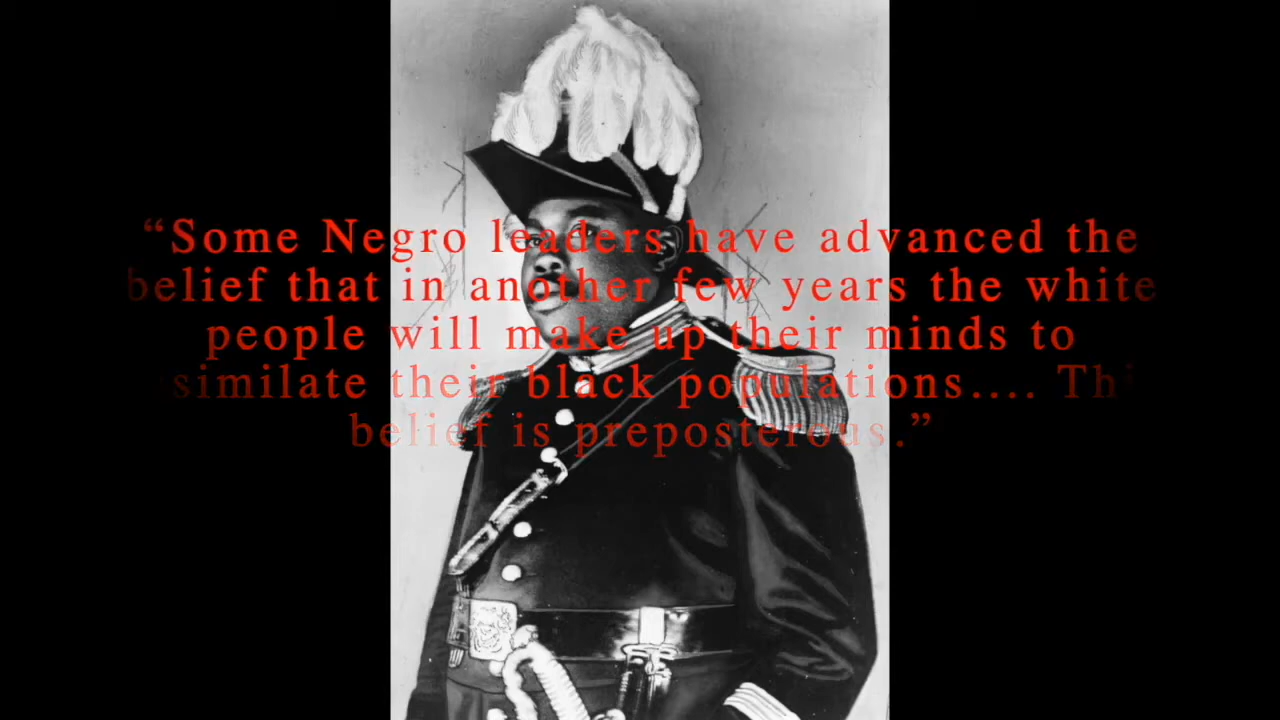 “Some Negro leaders have advanced the
belief that in another few years the white
people will make up their minds to
similate their black populations.... Thi
belief is preposterous.”